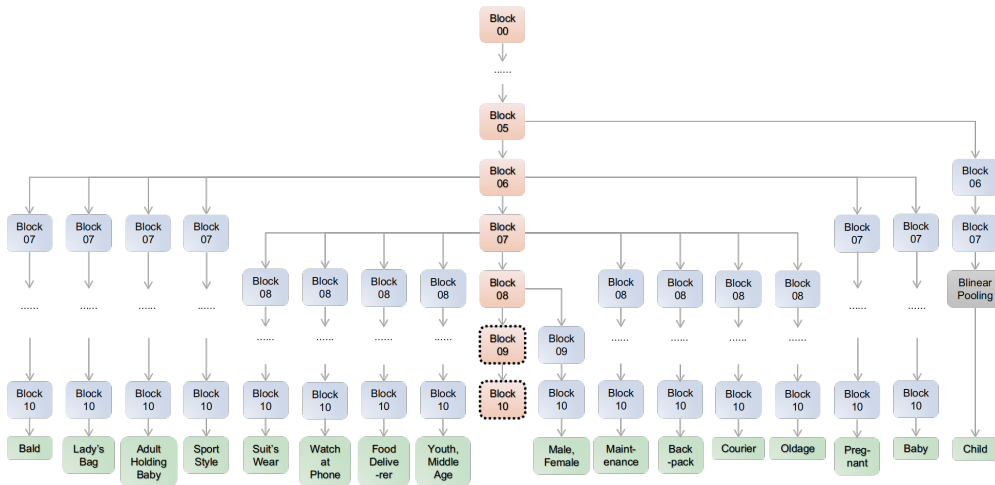 Block
00
......
Block
05
Block
06
Block
06
Block
07
Block
07
Block
07
Block
07
Block
07
Block
07
Block
07
Block
07
Block
08
Block
08
Block
08
Block
08
Block
08
Block
08
Block
08
Block
08
Block
08
Blinear
Pooling
......
......
......
......
......
......
......
......
Block
09
Block
09
......
......
......
......
......
......
Block
10
Block
10
Block
10
Block
10
Block
10
Block
10
Block
10
Block
10
Block
10
Block
10
Block
10
Block
10
Block
10
Block
10
Block
10
Block
10
Bald
Lady's
Bag
Adult
Holding
Baby
Sport
Style
Suit's
Wear
Watch
at
Phone
Food
Delive
-rer
Youth,
Middle
Age
Male,
Female
Maint-
enance
Back
-pack
Courier
Oldage
Preg-
nant
Baby
Child